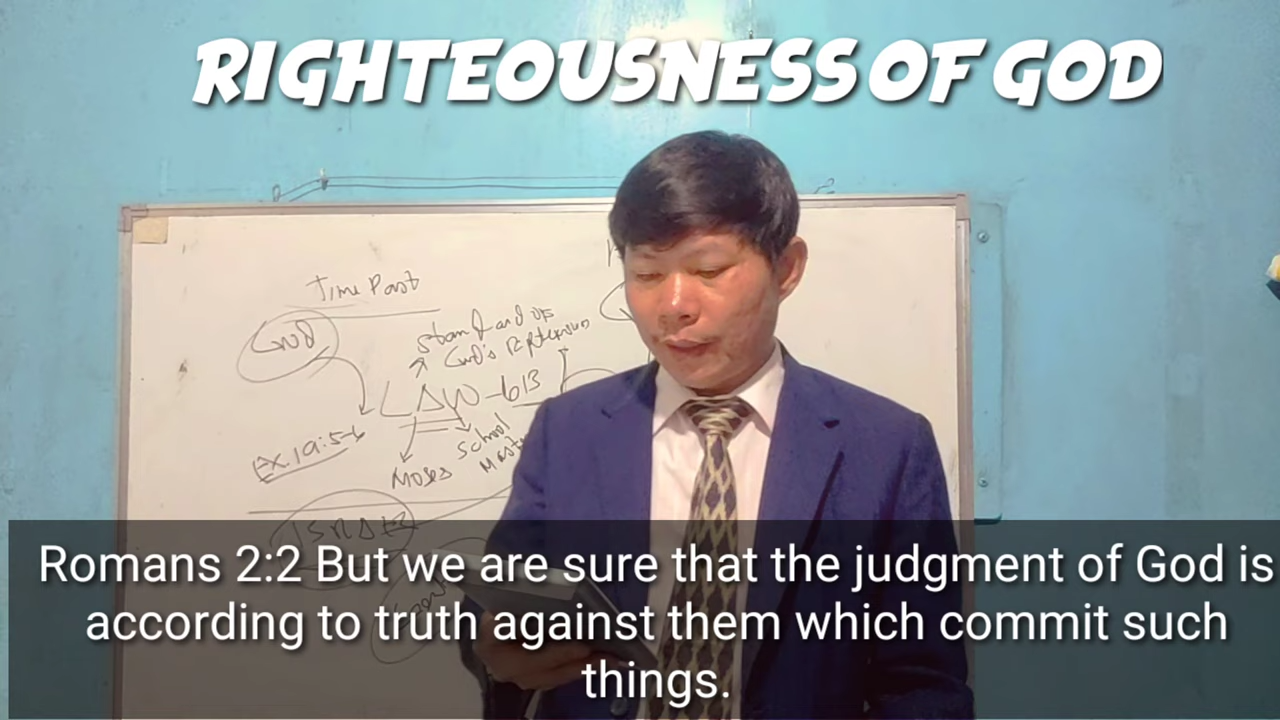 RIGHTEOUSNESS OF GOD
Time Past
God
standard of
God's Righteousn
LAW-613
Ex.19:5-6
School
Moses
ISRAEL
Romans 2:2 But we are sure that the judgment of God is
according to truth against them which commit such
things.